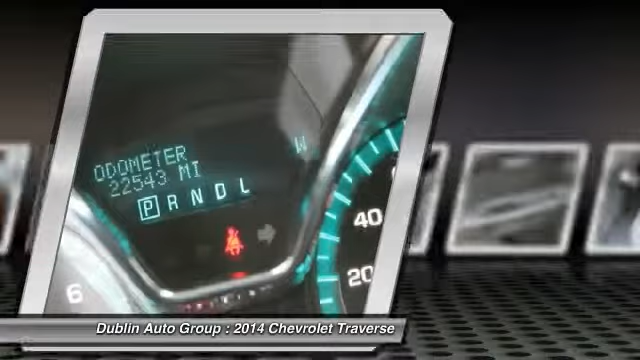 ODOMETER
W
22543 MI
P R N D L
40
20
6
Dublin Auto Group : 2014 Chevrolet Traverse